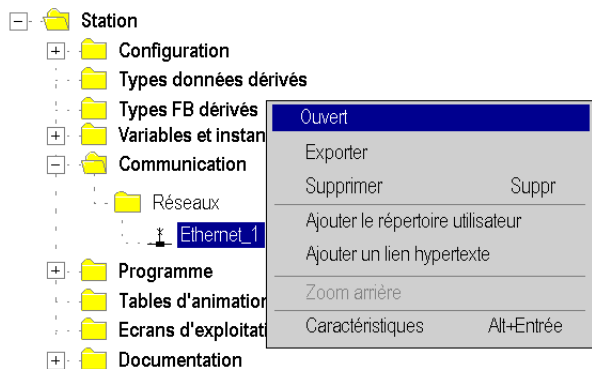 Station
Configuration
Types données dérivés
Types FB dérivés
Variables et instan
Communication
Réseaux
Ethernet_1
Programme
Tables d'animation
Ecrans d'exploitati
Documentation
Ouvert
Exporter
Supprimer Suppr
Ajouter le répertoire utilisateur
Ajouter un lien hypertexte
Zoom arrière
Caractéristiques Alt+Entrée